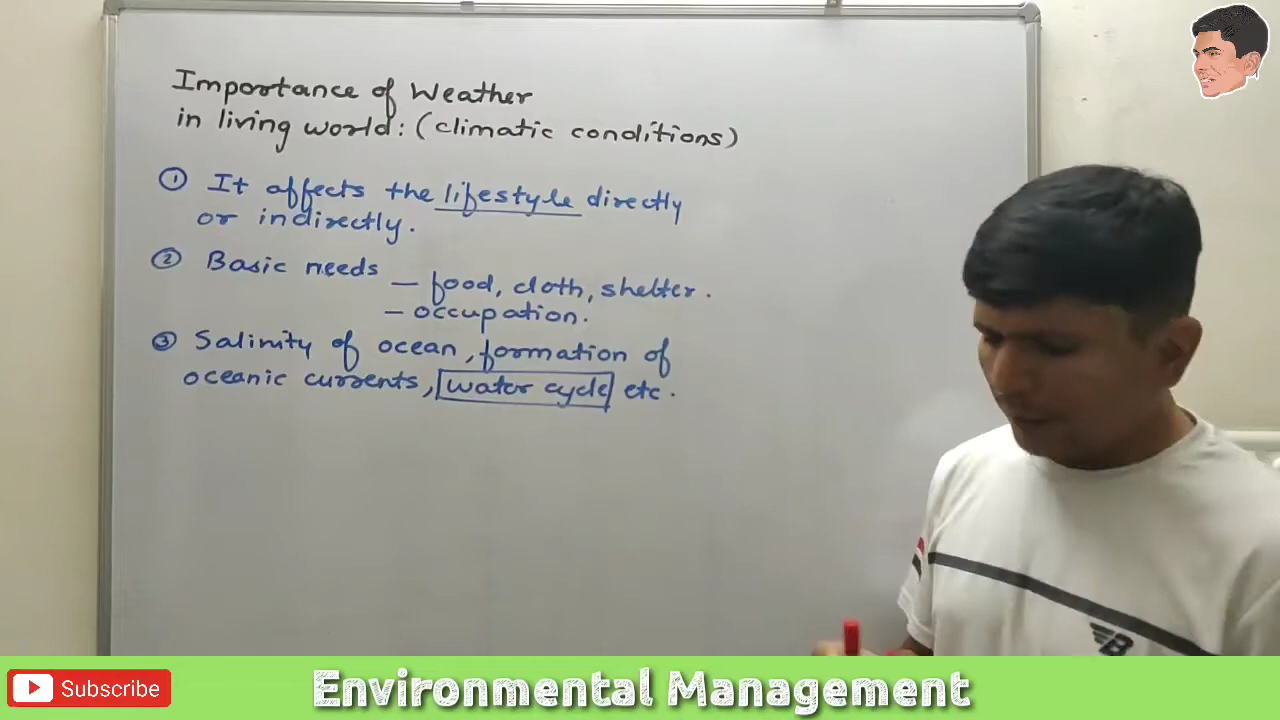 Importance of Weather
in living world: (climatic conditions)
① It affects the lifestyle directly
or indirectly.
② Basic needs
– food, cloth, shelter.
– occupation.
③ Salinity of ocean, formation of
oceanic currents, water cycle etc.
B
Subscribe
Environmental Management